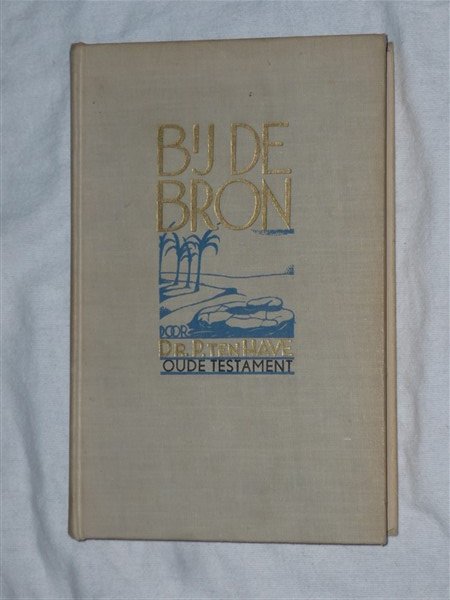 BIJ DE
BRON
DOOR
DR. P. TEN HAVE
OUDE TESTAMENT